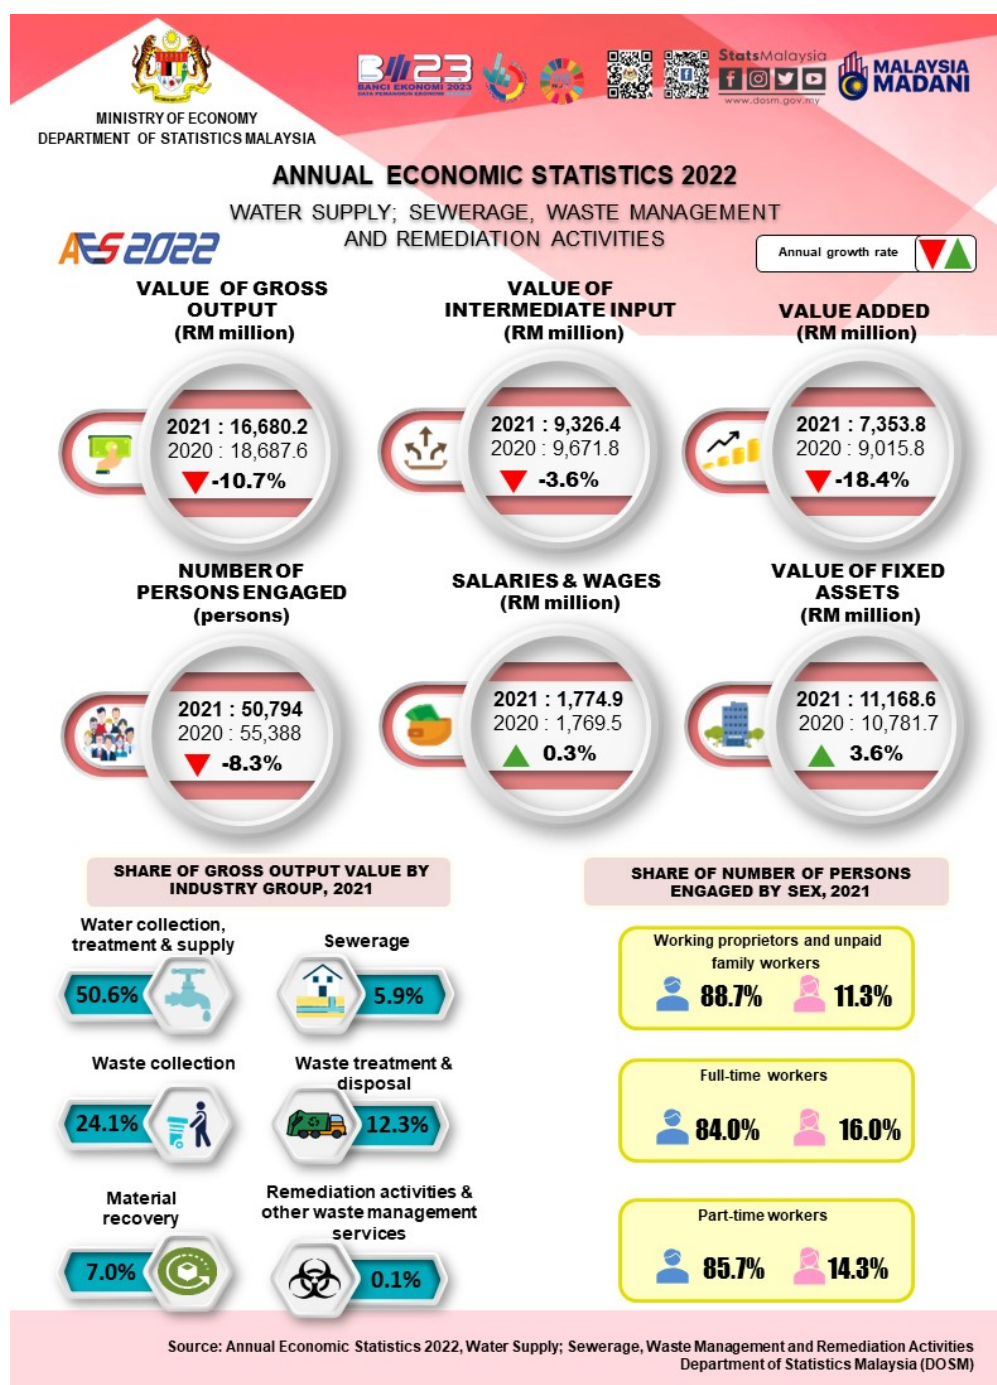 MINISTRY OF ECONOMY
DEPARTMENT OF STATISTICS MALAYSIA
B 23
BANCI EKONOMI 2023
StatsMalaysia
www.dosm.gov.my
MALAYSIA
MADANI
ANNUAL ECONOMIC STATISTICS 2022
WATER SUPPLY; SEWERAGE, WASTE MANAGEMENT
AND REMEDIATION ACTIVITIES
AES 2022
Annual growth rate
VALUE OF GROSS
OUTPUT
(RM million)
2021 : 16,680.2
2020 : 18,687.6
-10.7%
VALUE OF
INTERMEDIATE INPUT
(RM million)
2021 : 9,326.4
2020 : 9,671.8
-3.6%
VALUE ADDED
(RM million)
2021 : 7,353.8
2020 : 9,015.8
-18.4%
NUMBER OF
PERSONS ENGAGED
(persons)
2021 : 50,794
2020 : 55,388
-8.3%
SALARIES & WAGES
(RM million)
2021 : 1,774.9
2020 : 1,769.5
0.3%
VALUE OF FIXED
ASSETS
(RM million)
2021 : 11,168.6
2020 : 10,781.7
3.6%
SHARE OF GROSS OUTPUT VALUE BY
INDUSTRY GROUP, 2021
Water collection,
treatment & supply
50.6%
Sewerage
5.9%
Waste collection
24.1%
Waste treatment &
disposal
12.3%
Material
recovery
7.0%
Remediation activities &
other waste management
services
0.1%
SHARE OF NUMBER OF PERSONS
ENGAGED BY SEX, 2021
Working proprietors and unpaid
family workers
88.7% 11.3%
Full-time workers
84.0% 16.0%
Part-time workers
85.7% 14.3%
Source: Annual Economic Statistics 2022, Water Supply; Sewerage, Waste Management and Remediation Activities
Department of Statistics Malaysia (DOSM)